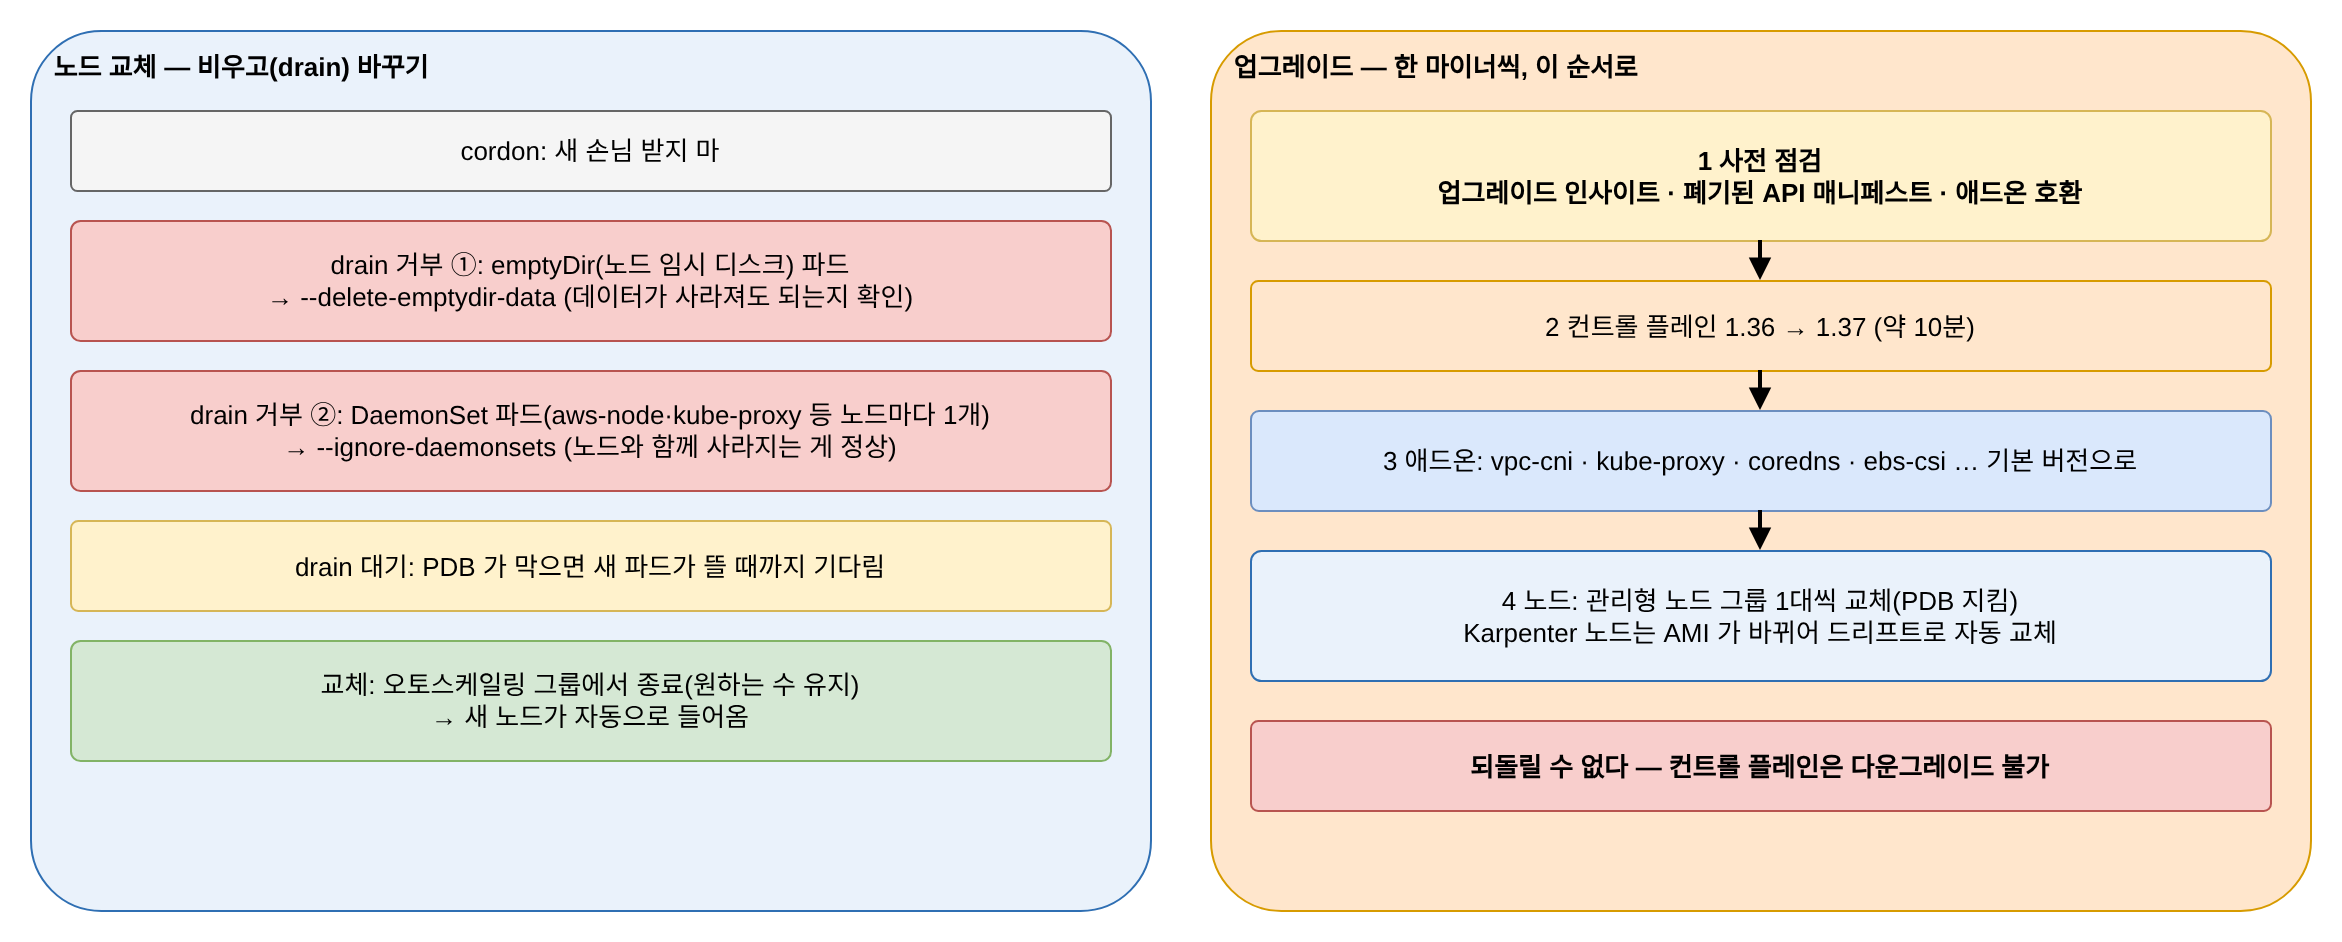 노드 교체 — 비우고(drain) 바꾸기
cordon: 새 손님 받지 마
drain 거부 ①: emptyDir(노드 임시 디스크) 파드
→ --delete-emptydir-data (데이터가 사라져도 되는지 확인)
drain 거부 ②: DaemonSet 파드(aws-node·kube-proxy 등 노드마다 1개)
→ --ignore-daemonsets (노드와 함께 사라지는 게 정상)
drain 대기: PDB 가 막으면 새 파드가 뜰 때까지 기다림
교체: 오토스케일링 그룹에서 종료(원하는 수 유지)
→ 새 노드가 자동으로 들어옴
업그레이드 — 한 마이너씩, 이 순서로
1 사전 점검
업그레이드 인사이트 · 폐기된 API 매니페스트 · 애드온 호환
2 컨트롤 플레인 1.36 → 1.37 (약 10분)
3 애드온: vpc-cni · kube-proxy · coredns · ebs-csi … 기본 버전으로
4 노드: 관리형 노드 그룹 1대씩 교체(PDB 지킴)
Karpenter 노드는 AMI 가 바뀌어 드리프트로 자동 교체
되돌릴 수 없다 — 컨트롤 플레인은 다운그레이드 불가